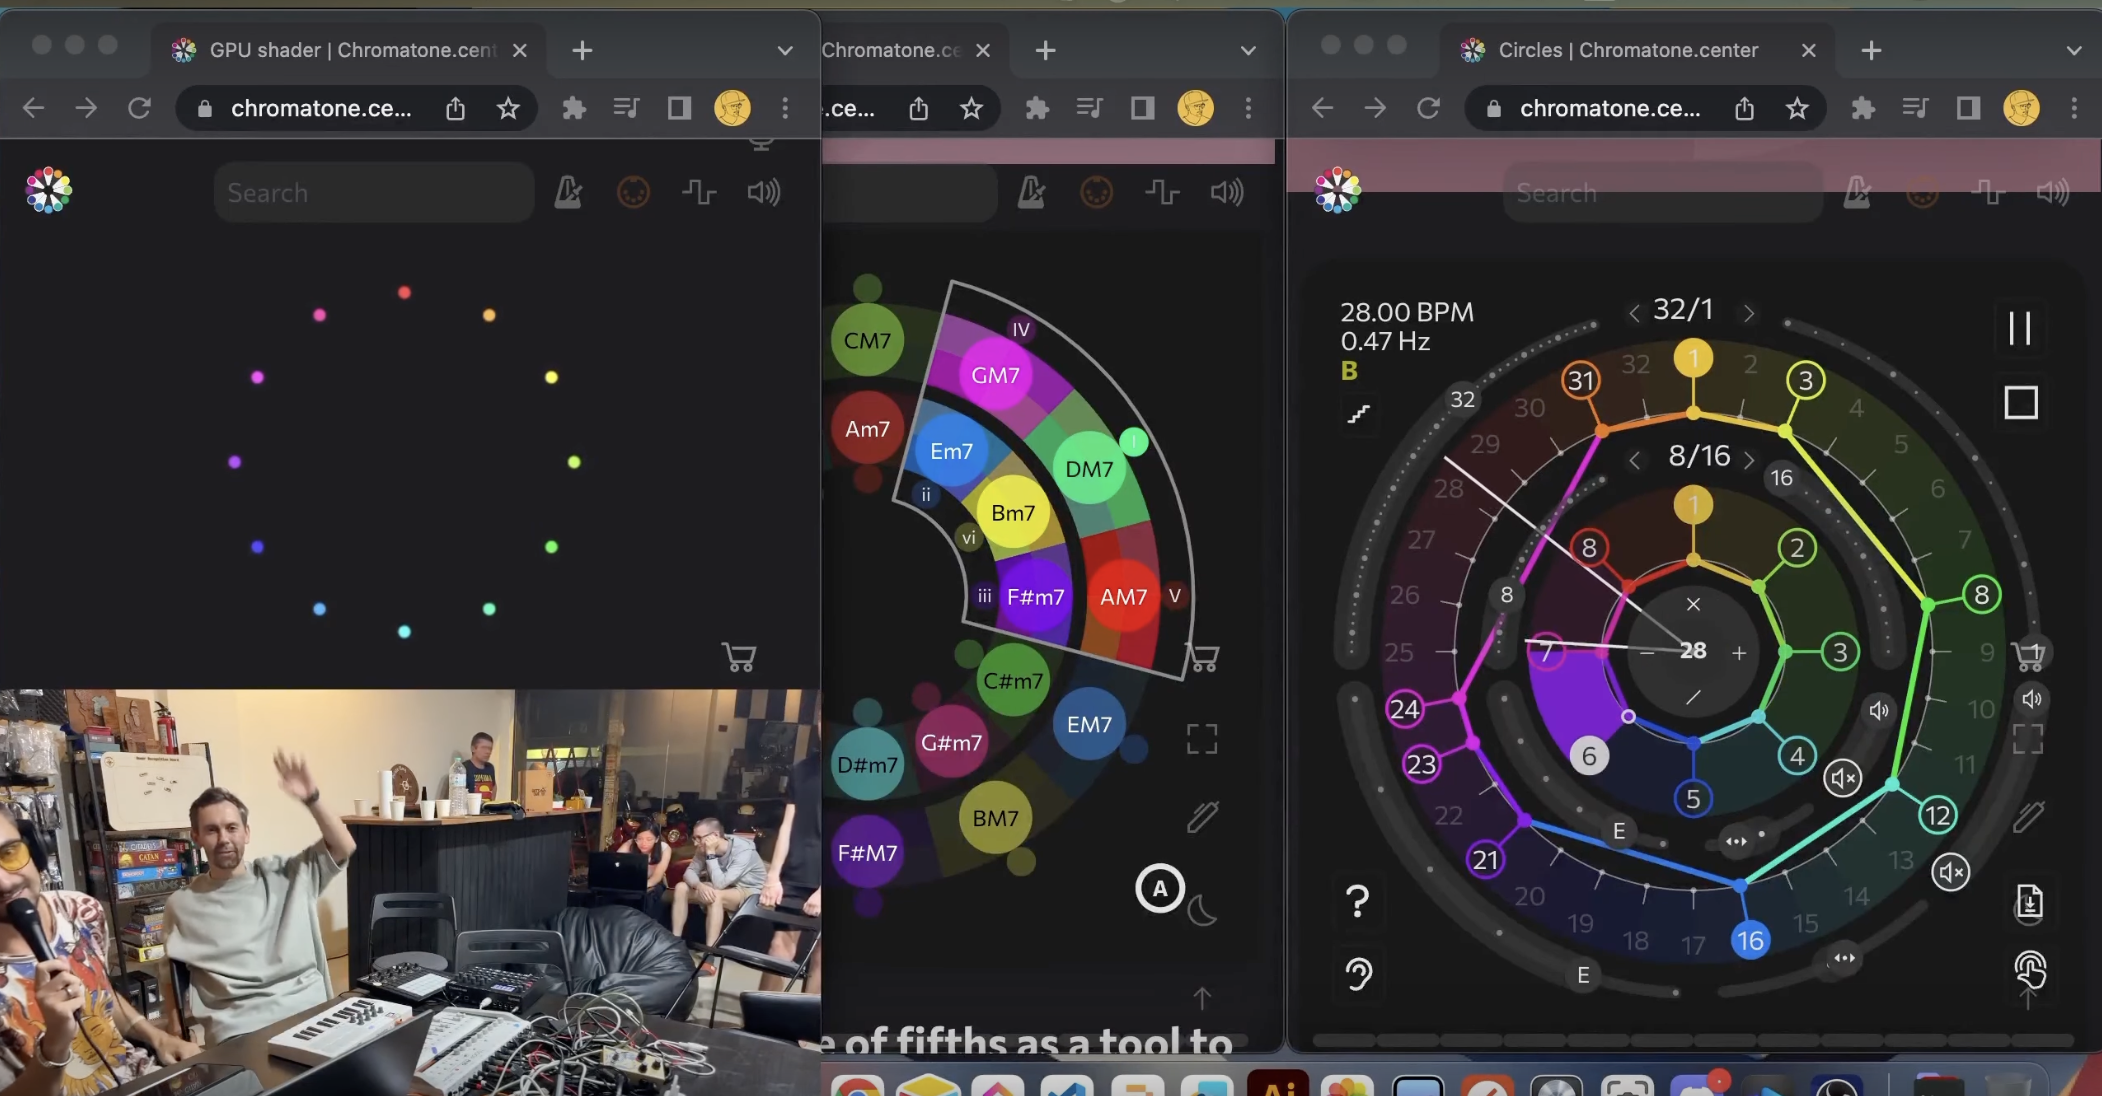 GPU shader | Chromatone.cent
chromatone.ce...
Search
Chromatone.ce
.ce...
CM7
Am7
IV
GM7
Em7
ii
DM7
I
Bm7
vi
iii
F#m7
AM7
V
C#m7
G#m7
EM7
D#m7
BM7
F#M7
A
e of fifths as a tool to
Circles | Chromatone.center
chromatone.ce...
Search
28.00 BPM
0.47 Hz
B
32/1
32
31
32
1
2
3
30
4
29
5
28
6
27
7
26
8
25
9
1
24
10
23
11
22
12
21
13
20
14
19
15
18
17
16
E
8/16
16
8
1
8
2
7
3
6
4
5
E
×
− 28 +
/
?
CATAN
Ai